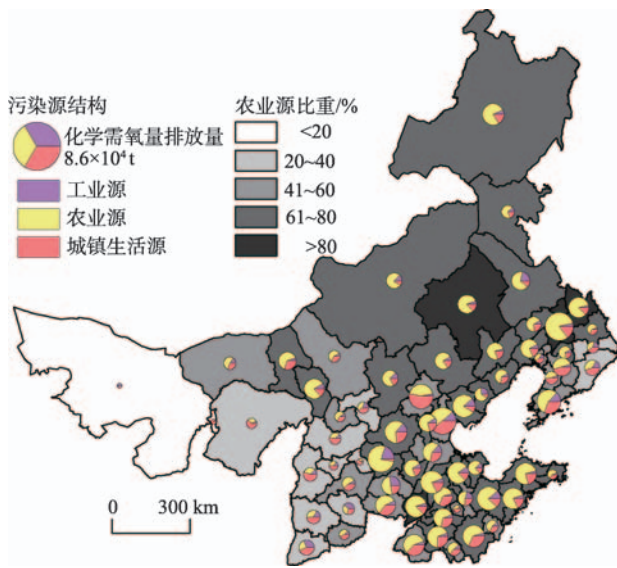 污染源结构
化学需氧量排放量
8.6×10⁴ t
工业源
农业源
城镇生活源
农业源比重/%
<20
20~40
41~60
61~80
>80
0 300 km